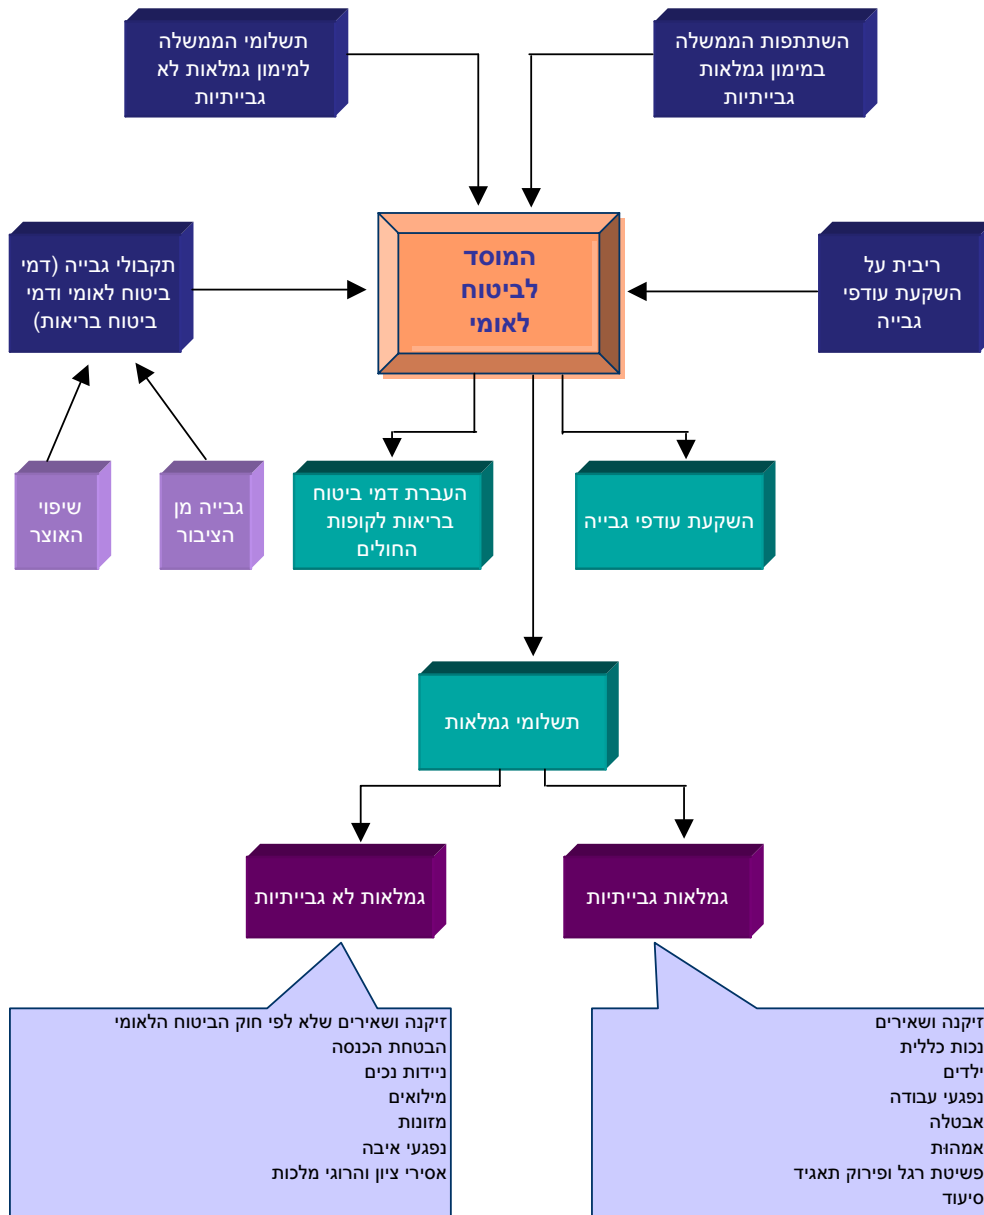 השתתפות הממשלה
במימון גמלאות
גבייתיות
תשלומי הממשלה
למימון גמלאות לא
גבייתיות
ריבית על
השקעת עודפי
גבייה
המוסד
לביטוח
לאומי
תקבולי גבייה (דמי
ביטוח לאומי ודמי
ביטוח בריאות)
השקעת עודפי גבייה
העברת דמי ביטוח
בריאות לקופות
החולים
גבייה מן
הציבור
שיפוי
האוצר
תשלומי גמלאות
גמלאות גבייתיות
גמלאות לא גבייתיות
זיקנה ושאירים
נכות כללית
ילדים
נפגעי עבודה
אבטלה
אמהוּת
פשיטת רגל ופירוק תאגיד
סיעוד
זיקנה ושאירים שלא לפי חוק הביטוח הלאומי
הבטחת הכנסה
ניידות נכים
מילואים
מזונות
נפגעי איבה
אסירי ציון והרוגי מלכות